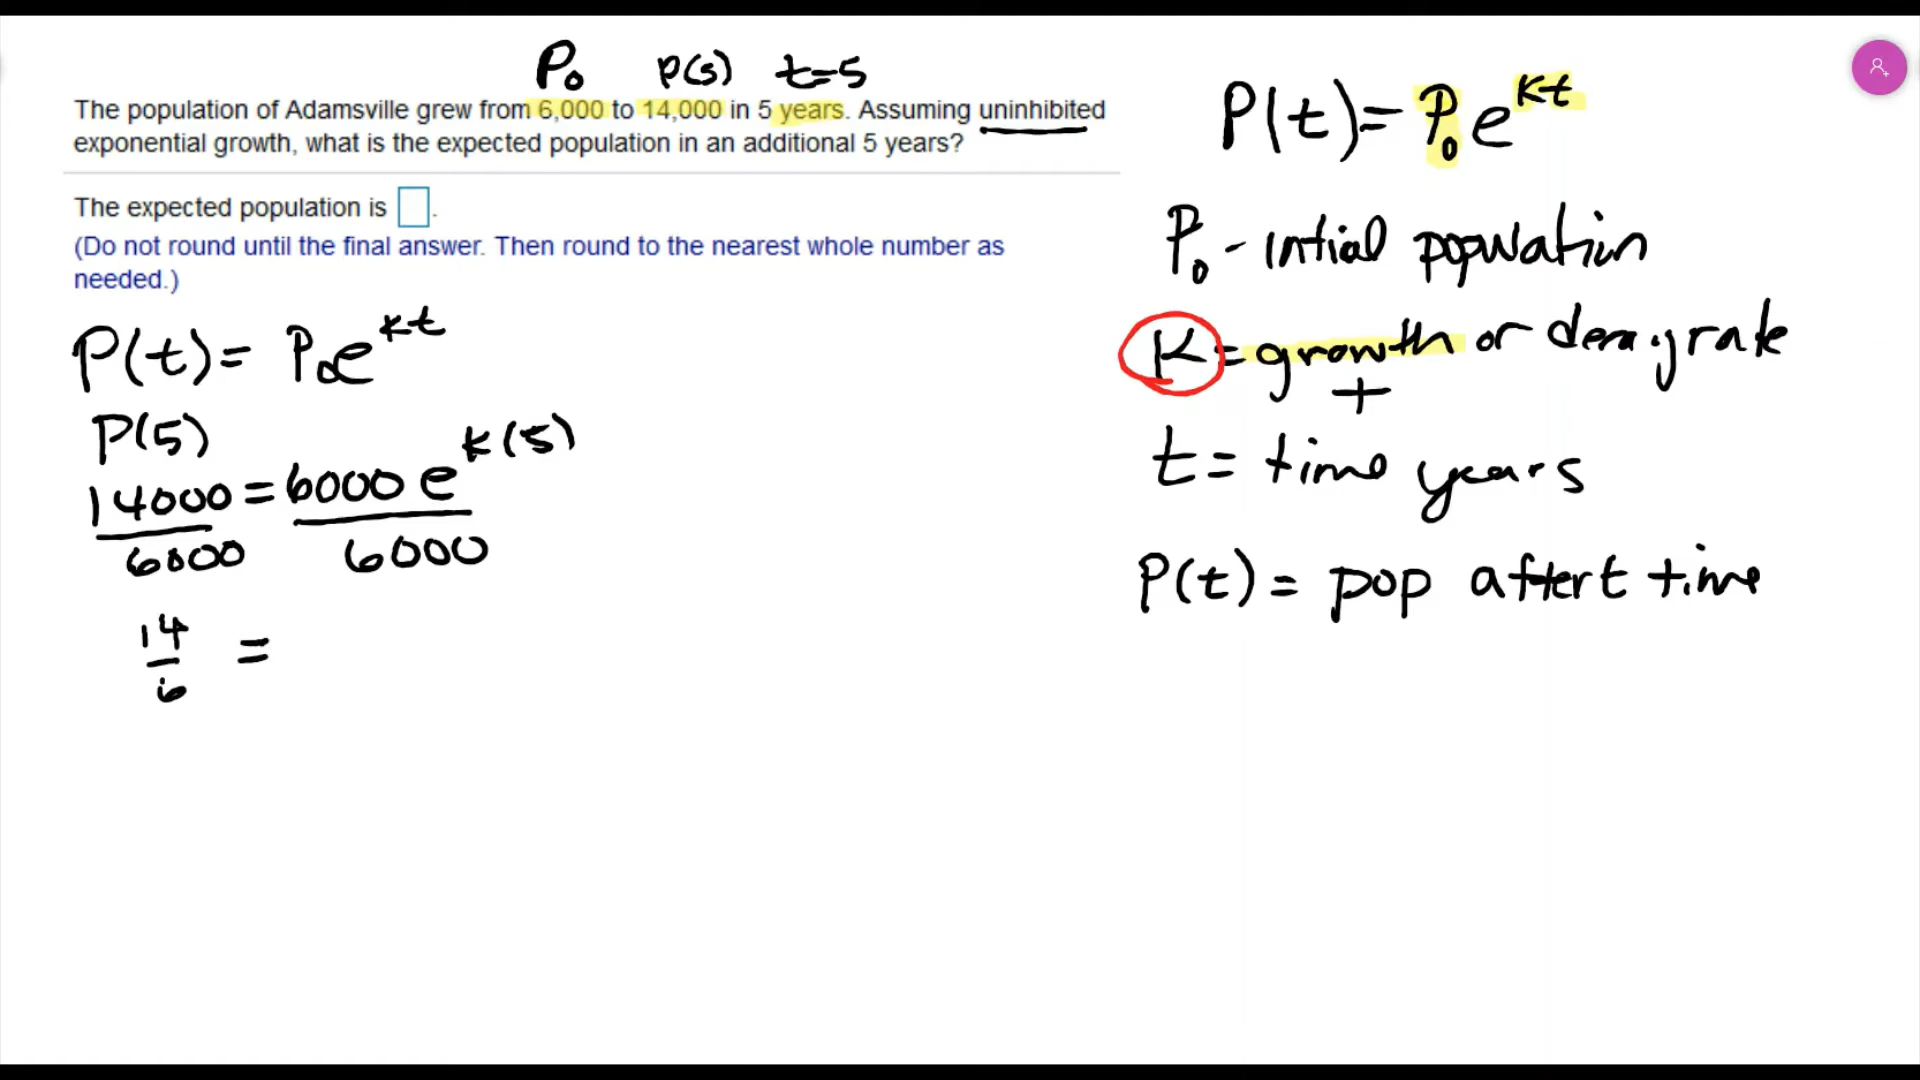 P₀ P(5) t=5
The population of Adamsville grew from 6,000 to 14,000 in 5 years. Assuming uninhibited
exponential growth, what is the expected population in an additional 5 years?
The expected population is .
(Do not round until the final answer. Then round to the nearest whole number as
needed.)
P(t)= P₀e^kt
P(5)
14000 = 6000 e^k(5)
6000 6000
14/6 =
P(t)= P₀e^kt
P₀ - intial population
K = growth or rate
+
t = time years
P(t) = pop after t time